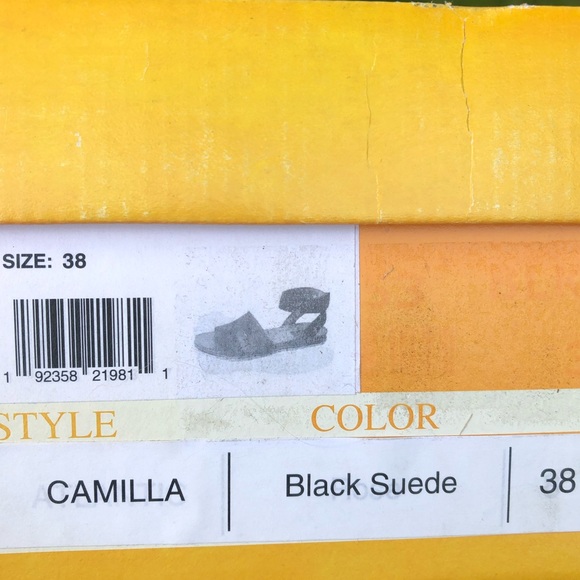 SIZE: 38
1 92358 21981 1
STYLE COLOR
CAMILLA Black Suede 38